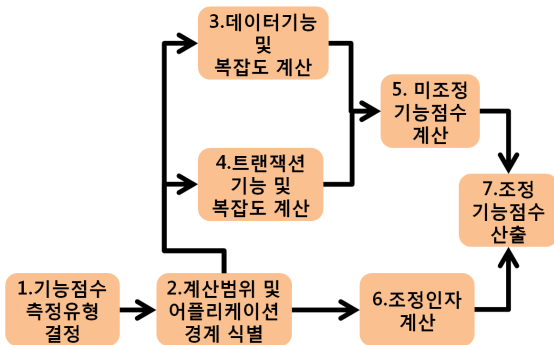 1.기능점수
측정유형
결정
2.계산범위 및
어플리케이션
경계 식별
3.데이터기능
및
복잡도 계산
4.트랜잭션
기능 및
복잡도 계산
5. 미조정
기능점수
계산
6.조정인자
계산
7.조정
기능점수
산출